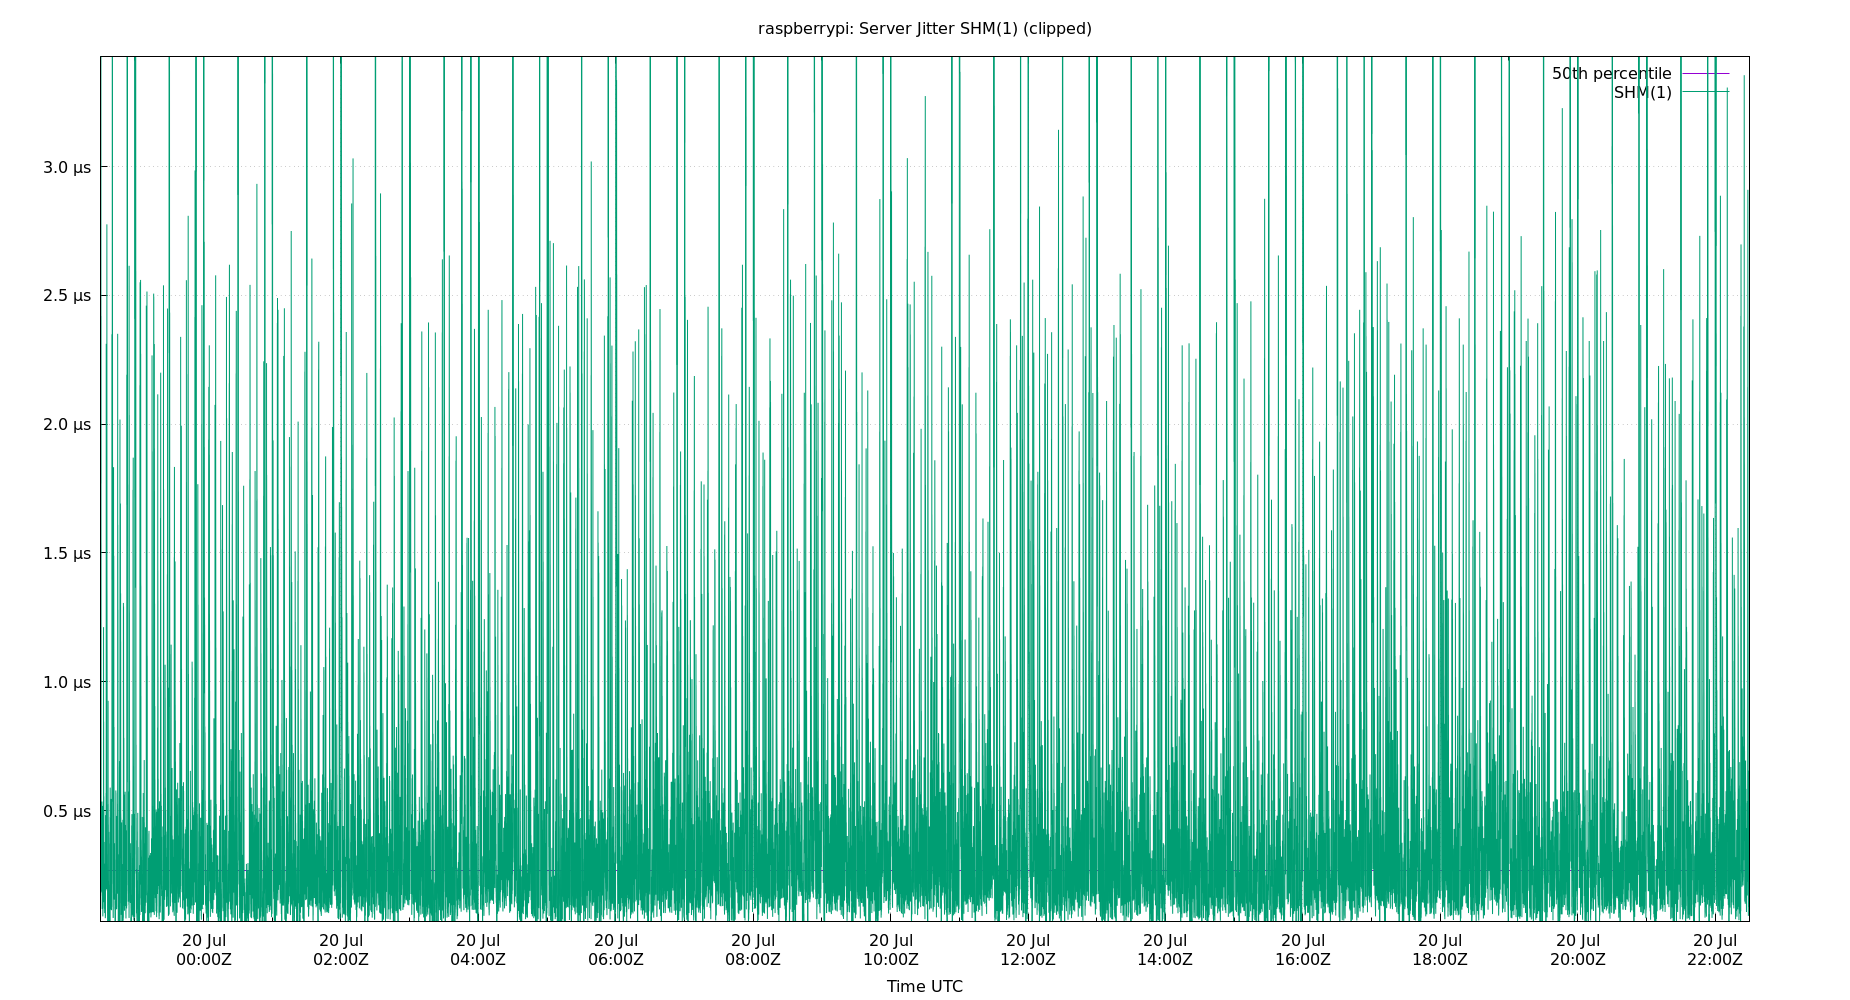 raspberrypi: Server Jitter SHM(1) (clipped)
50th percentile
SHM(1)
3.0 µs
2.5 µs
2.0 µs
1.5 µs
1.0 µs
0.5 µs
20 Jul 20 Jul 20 Jul 20 Jul 20 Jul 20 Jul 20 Jul 20 Jul 20 Jul 20 Jul 20 Jul 20 Jul
00:00Z 02:00Z 04:00Z 06:00Z 08:00Z 10:00Z 12:00Z 14:00Z 16:00Z 18:00Z 20:00Z 22:00Z
Time UTC